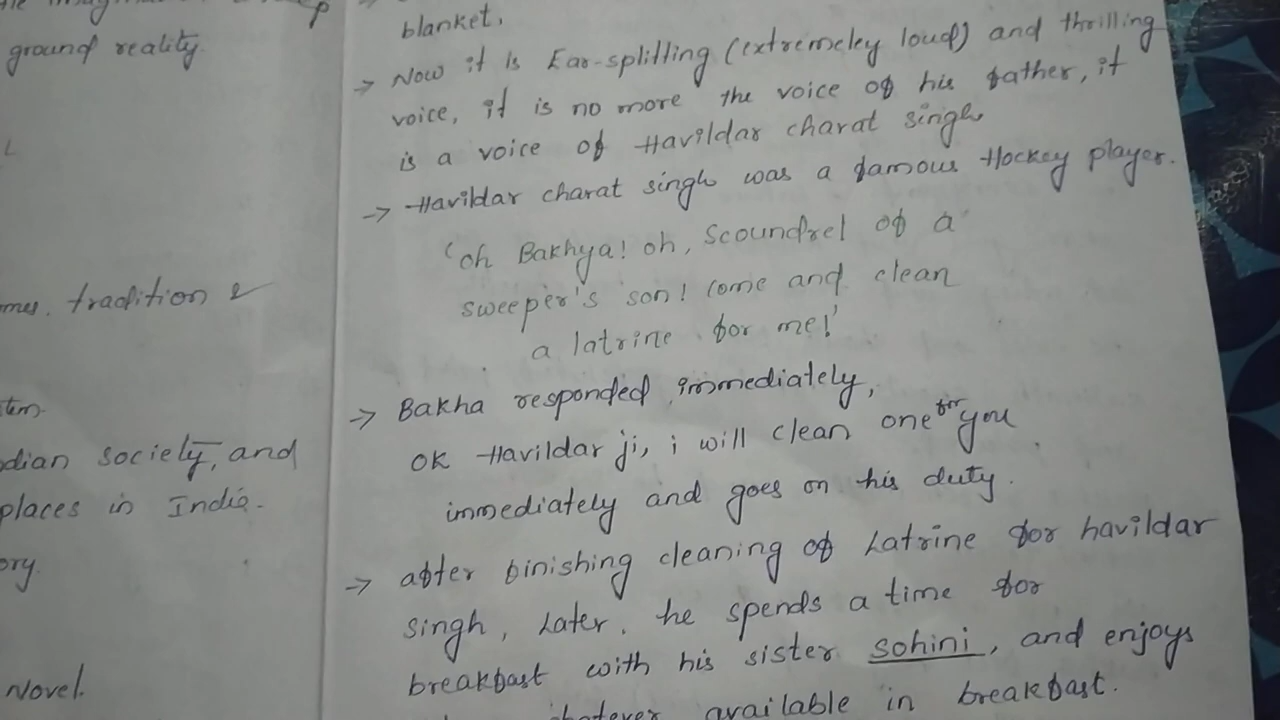 ground reality.
mes. tradition &
dian society, and
places in India.
ory.
Novel.
blanket.
→ Now it is Ear-splitting (extremeley loud) and thrilling
voice, it is no more the voice of his father, it
is a voice of Havildar charat singh
→ Havildar charat singh was a famous Hockey player.
'oh Bakhya! oh, scoundrel of a
sweeper's son! come and clean
a latrine for me!'
→ Bakha responded immediately,
ok Havildar ji, i will clean one for you
immediately and goes on his duty.
→ after finishing cleaning of Latrine for havildar
singh, Later, he spends a time for
breakfast with his sister sohini, and enjoys
available in breakfast.